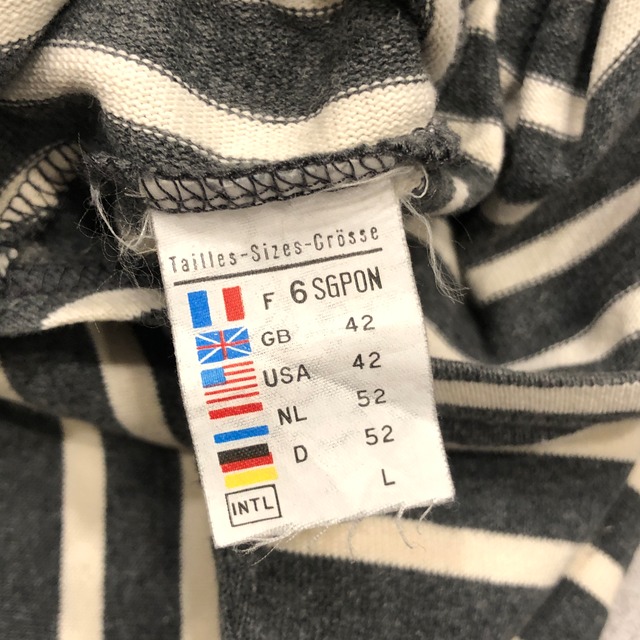 Tailles-Sizes-Grösse
F 6 SGPON
GB 42
USA 42
NL 52
D 52
INTL L